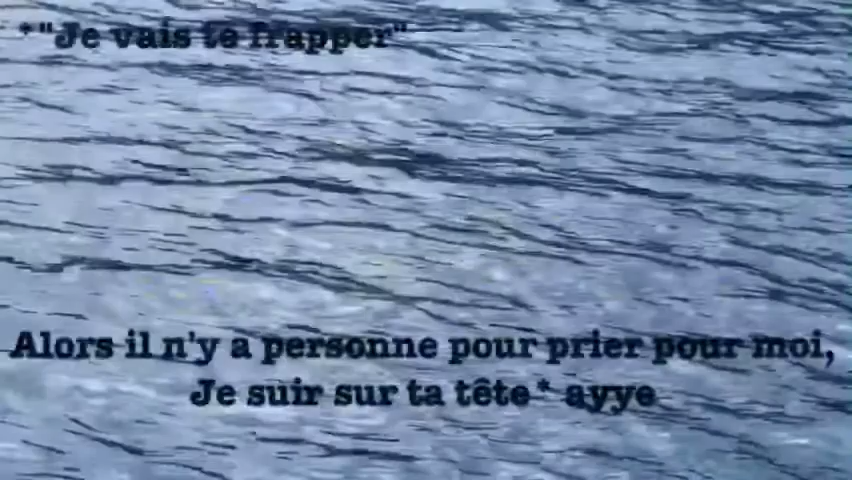 *"Je vais te frapper"
Alors il n'y a personne pour prier pour moi,
Je suir sur ta tête* ayye